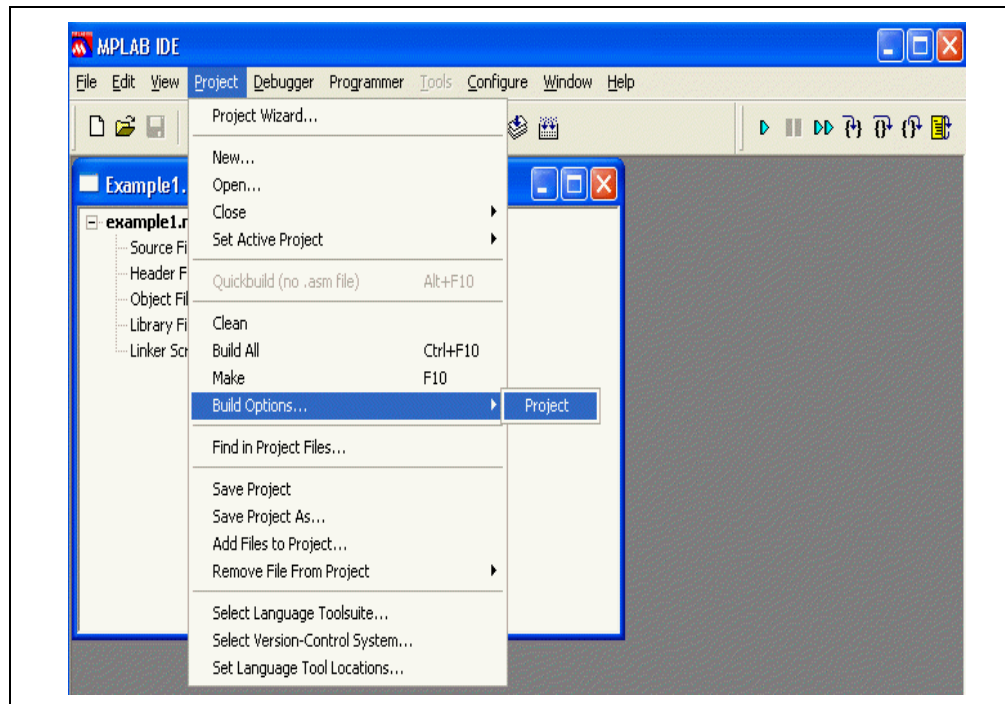 MPLAB IDE
File Edit View Project Debugger Programmer Tools Configure Window Help
Project Wizard...
New...
Open...
Close
Set Active Project
Quickbuild (no .asm file) Alt+F10
Clean
Build All Ctrl+F10
Make F10
Build Options... Project
Find in Project Files...
Save Project
Save Project As...
Add Files to Project...
Remove File From Project
Select Language Toolsuite...
Select Version-Control System...
Set Language Tool Locations...
Example1.
example1.
Source Fi
Header F
Object Fil
Library Fi
Linker Scr